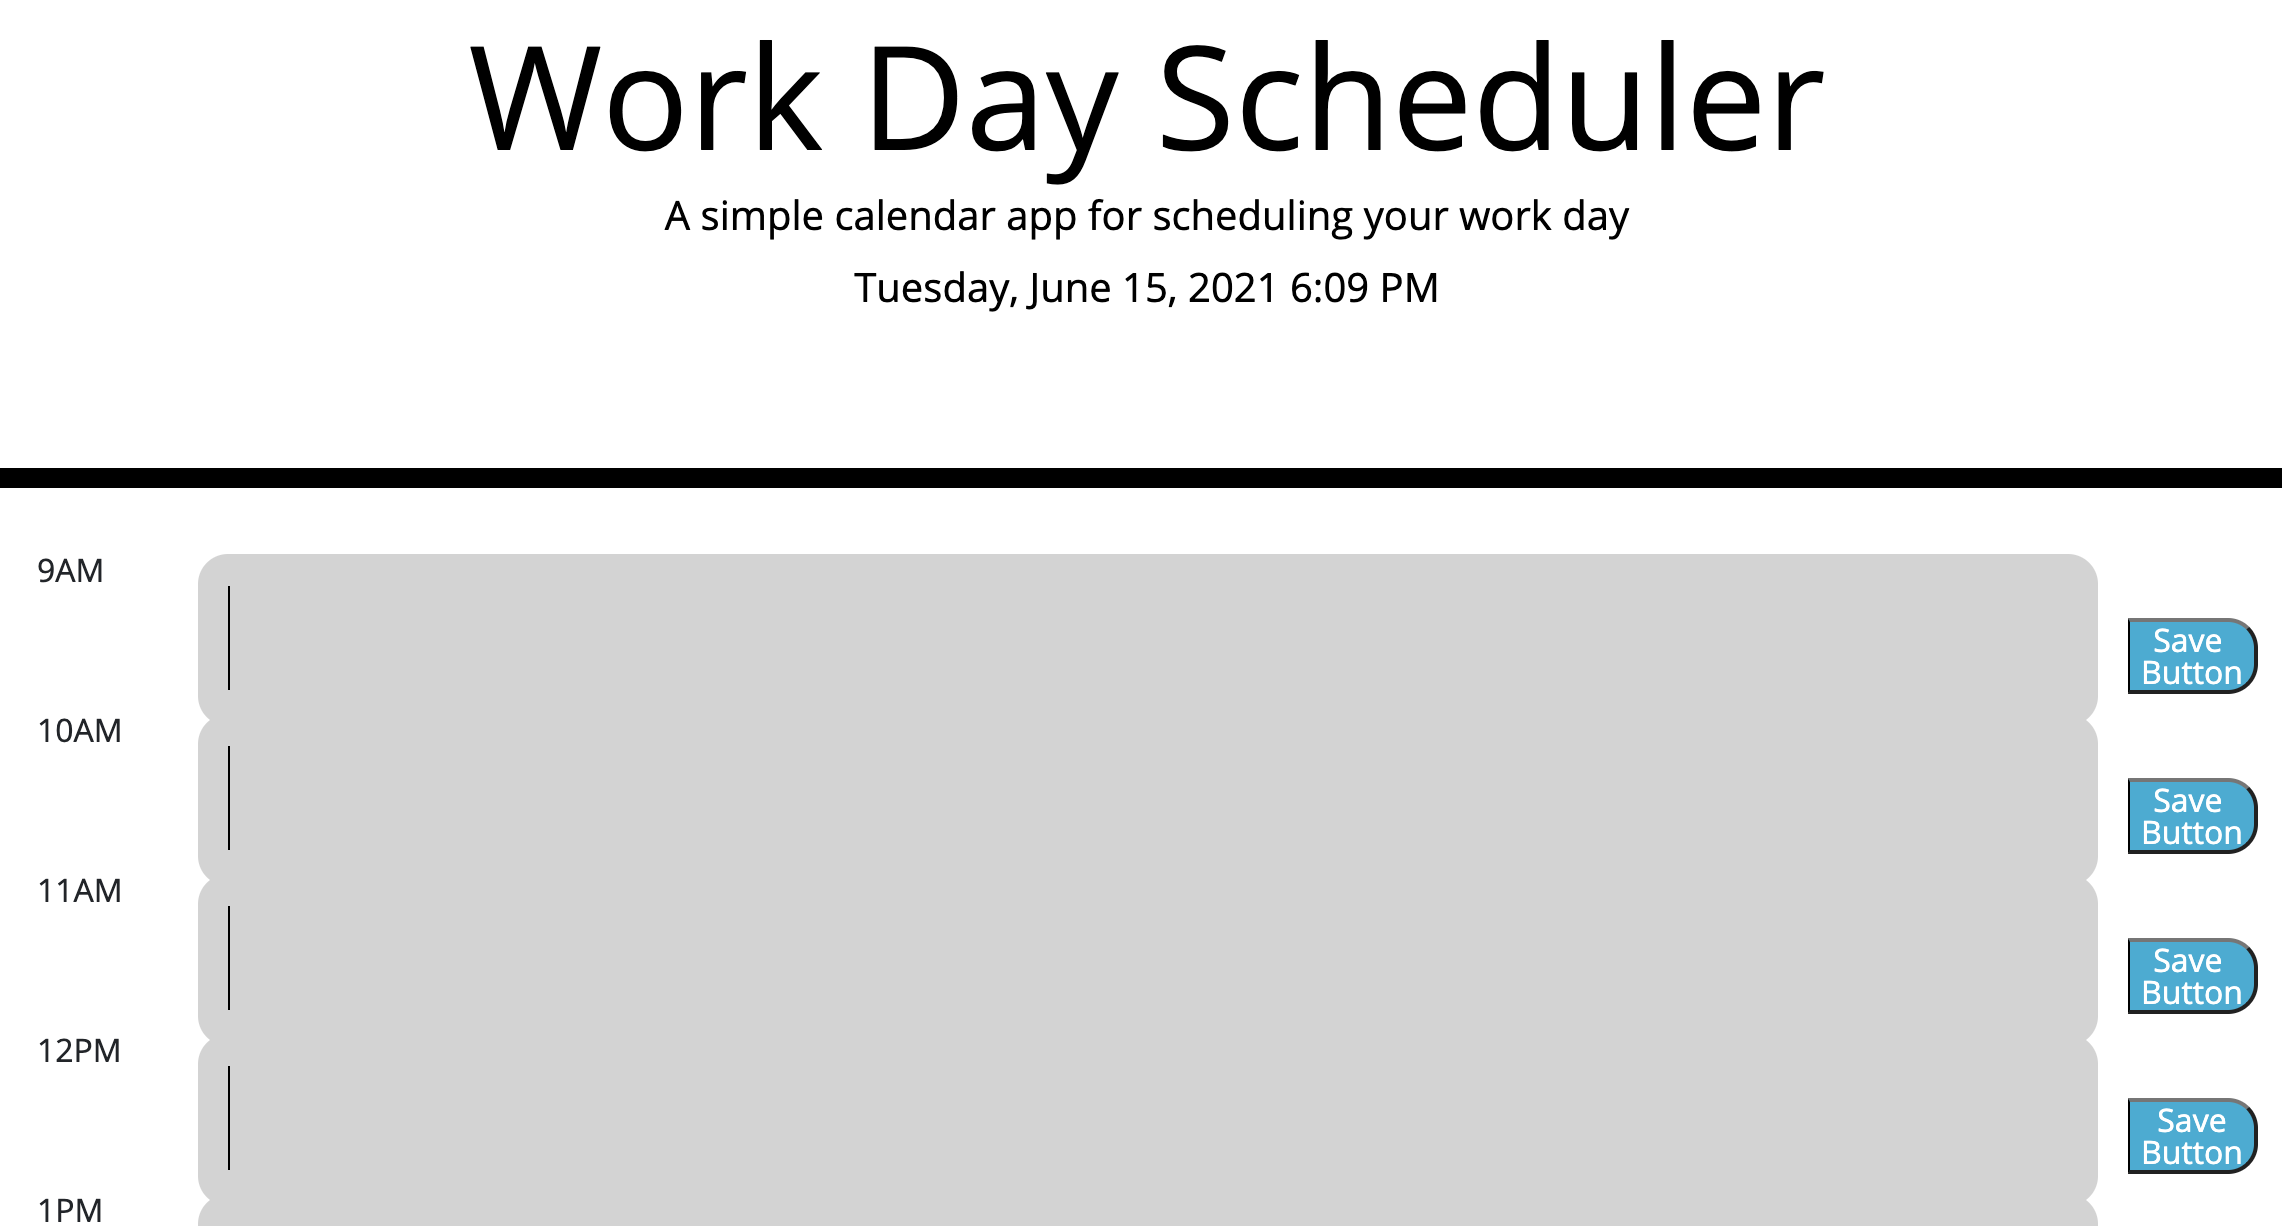 Work Day Scheduler
A simple calendar app for scheduling your work day
Tuesday, June 15, 2021 6:09 PM
9AM
Save
Button
10AM
Save
Button
11AM
Save
Button
12PM
Save
Button
1PM